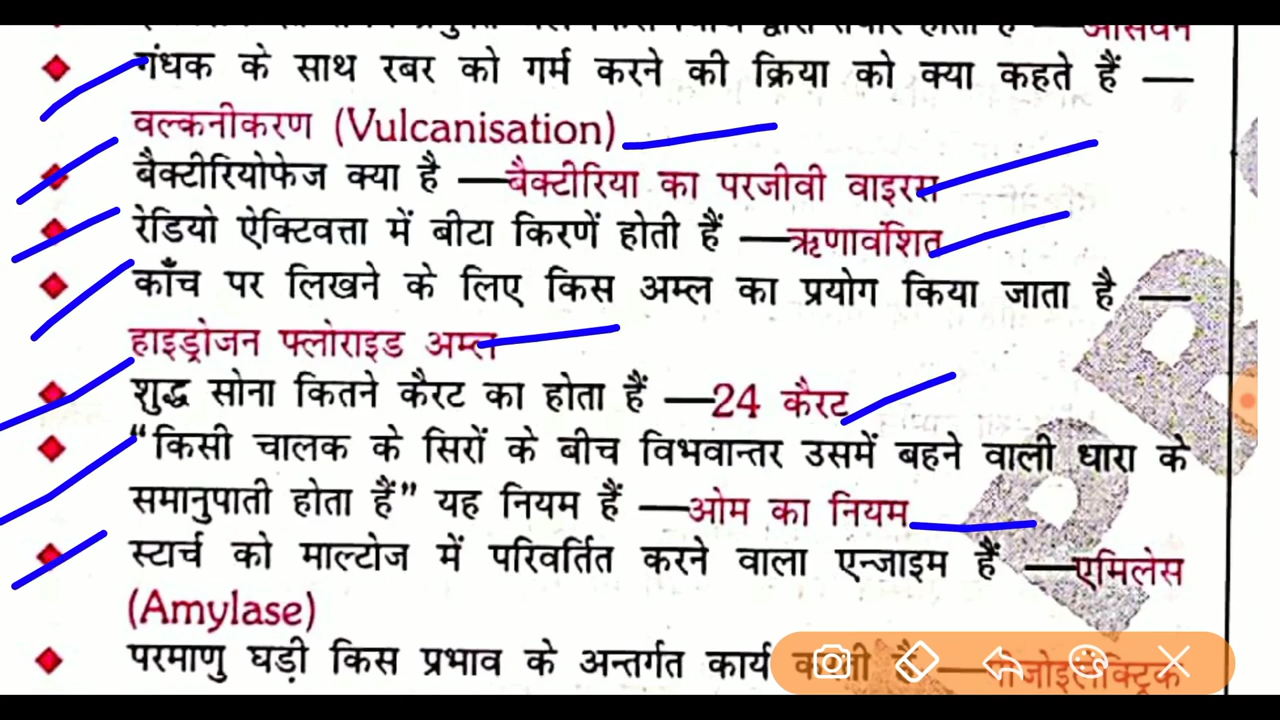 गंधक के साथ रबर को गर्म करने की क्रिया को क्या कहते हैं —
वल्कनीकरण (Vulcanisation)
बैक्टीरियोफेज क्या है —बैक्टीरिया का परजीवी वाइरस
रेडियो ऐक्टिवत्ता में बीटा किरणें होती हैं —ऋणावंशित
काँच पर लिखने के लिए किस अम्ल का प्रयोग किया जाता है —
हाइड्रोजन फ्लोराइड अम्ल
शुद्ध सोना कितने कैरट का होता हैं —24 कैरट
“किसी चालक के सिरों के बीच विभवान्तर उसमें बहने वाली धारा के
समानुपाती होता हैं” यह नियम हैं —ओम का नियम
स्टार्च को माल्टोज में परिवर्तित करने वाला एन्जाइम हैं —एमिलेस
(Amylase)
परमाणु घड़ी किस प्रभाव के अन्तर्गत कार्य